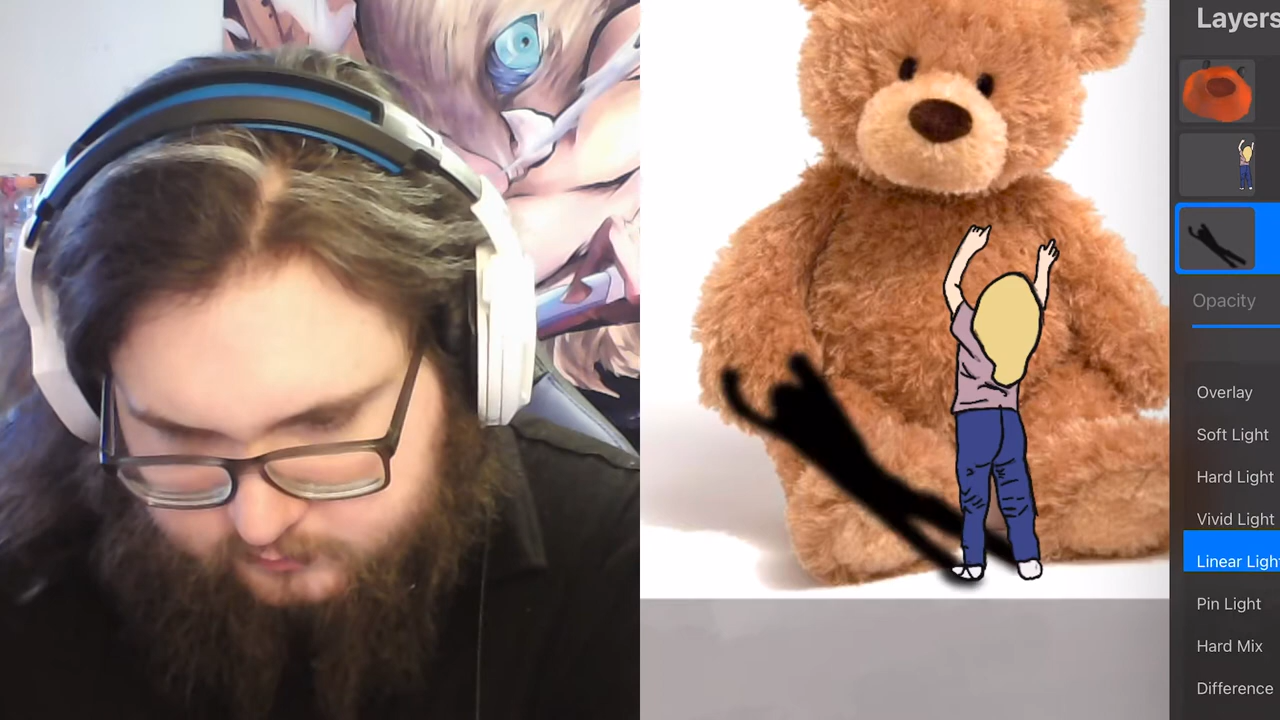 Layers
Opacity
Overlay
Soft Light
Hard Light
Vivid Light
Linear Light
Pin Light
Hard Mix
Difference